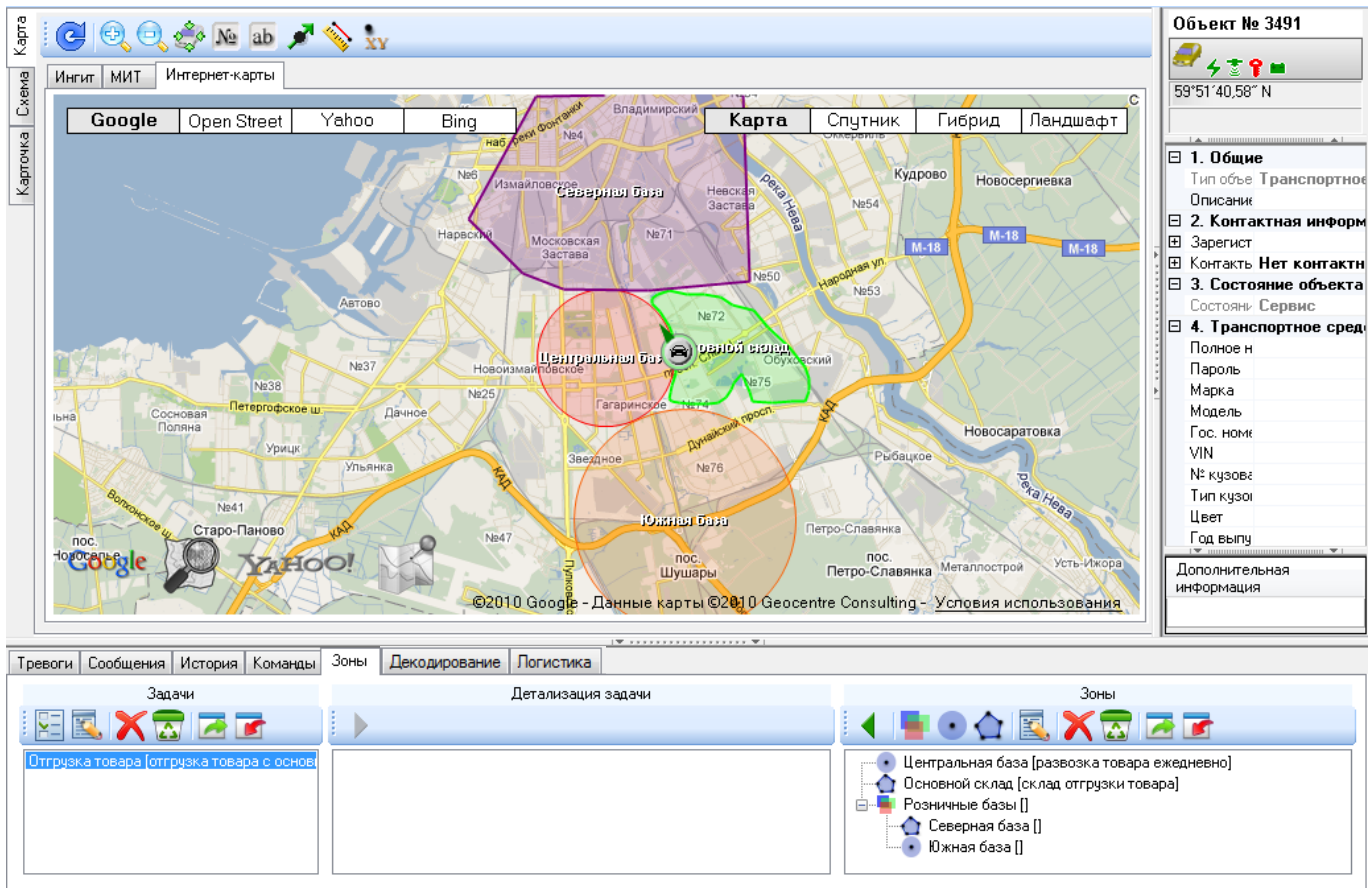 Карта
Схема
Карточка
№
ab
XY
Ингит
МИТ
Интернет-карты
Google
Open Street
Yahoo
Bing
Карта
Спутник
Гибрид
Ландшафт
С
наб. реки Фонтанки
Владимирский
№4
№6
Измайловское
Северная база
Невская
Застава
река Нева
№54
Кудрово
Новосергиевка
Нарвский
Московская
Застава
№71
М-18
М-18
М-18
№50
Народная ул.
№53
Автово
№72
Центральная
Обуховский
Новоизмайловское
№37
№75
№38
№25
Гагаринское
№74
Петергофское ш.
Сосновая
Поляна
Дачное
Дунайский просп.
КАД
Новосаратовка
Урицк
Звездное
Рыбацкое
Ульянка
№76
КАД
река Нева
Волхонское ш.
№41
Старо-Паново
КАД
Южная база
Петро-Славянка
№47
пос.
пос.
Шушары
пос.
Петро-Славянка
Металлострой
Усть-Ижора
Google
YAHOO!
©2010 Google - Данные карты ©2010 Geocentre Consulting - Условия использования
Объект № 3491
59°51´40,58˝ N
1. Общие
Тип объе Транспортное
Описание
2. Контактная информ
Зарегист
Контакть Нет контактн
3. Состояние объекта
Состояни Сервис
4. Транспортное сред
Полное н
Пароль
Марка
Модель
Гос. номе
VIN
№ кузова
Тип кузо
Цвет
Год выпу
Дополнительная
информация
Тревоги
Сообщения
История
Команды
Зоны
Декодирование
Логистика
Задачи
Детализация задачи
Зоны
Отгрузка товара [отгрузка товара с основ
Центральная база [развозка товара ежедневно]
Основной склад [склад отгрузки товара]
Розничные базы []
Северная база []
Южная база []